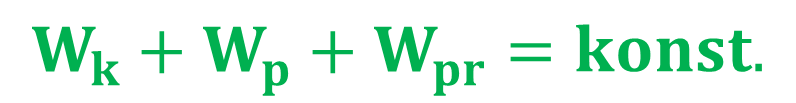 Wₖ + Wₚ + Wₚᵣ = konst.